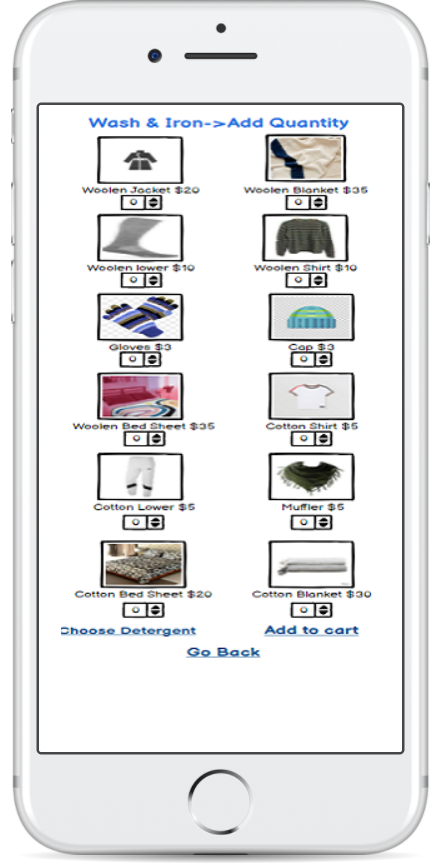 Wash & Iron->Add Quantity
Woolen Jacket $20 Woolen Blanket $35
0 0
Woolen lower $10 Woolen Shirt $10
0 0
Gloves $3 Cap $3
0 0
Woolen Bed Sheet $35 Cotton Shirt $5
0 0
Cotton Lower $5 Muffler $5
0 0
Cotton Bed Sheet $20 Cotton Blanket $30
0 0
Choose Detergent Add to cart
Go Back